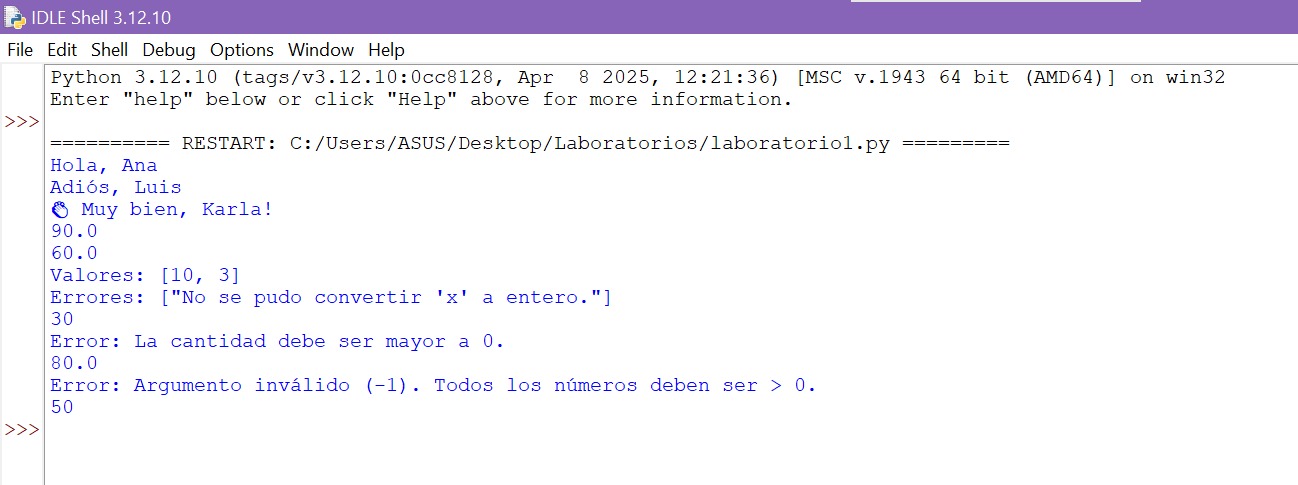 IDLE Shell 3.12.10
File Edit Shell Debug Options Window Help
Python 3.12.10 (tags/v3.12.10:0cc8128, Apr  8 2025, 12:21:36) [MSC v.1943 64 bit (AMD64)] on win32
Enter "help" below or click "Help" above for more information.
>>>
========== RESTART: C:/Users/ASUS/Desktop/Laboratorios/laboratorio1.py =========
Hola, Ana
Adiós, Luis
👏 Muy bien, Karla!
90.0
60.0
Valores: [10, 3]
Errores: ["No se pudo convertir 'x' a entero."]
30
Error: La cantidad debe ser mayor a 0.
80.0
Error: Argumento inválido (-1). Todos los números deben ser > 0.
50
>>>